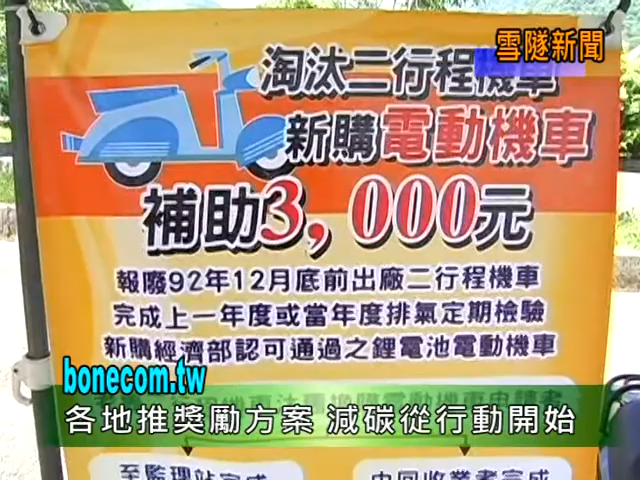 雪隧新聞
淘汰二行程機車
新購電動機車
補助3,000元
報廢92年12月底前出廠二行程機車
完成上一年度或當年度排氣定期檢驗
新購經濟部認可通過之鋰電池電動機車
bonecom.tw
各地推獎勵方案 減碳從行動開始
至監理站完成
由回收業者完成